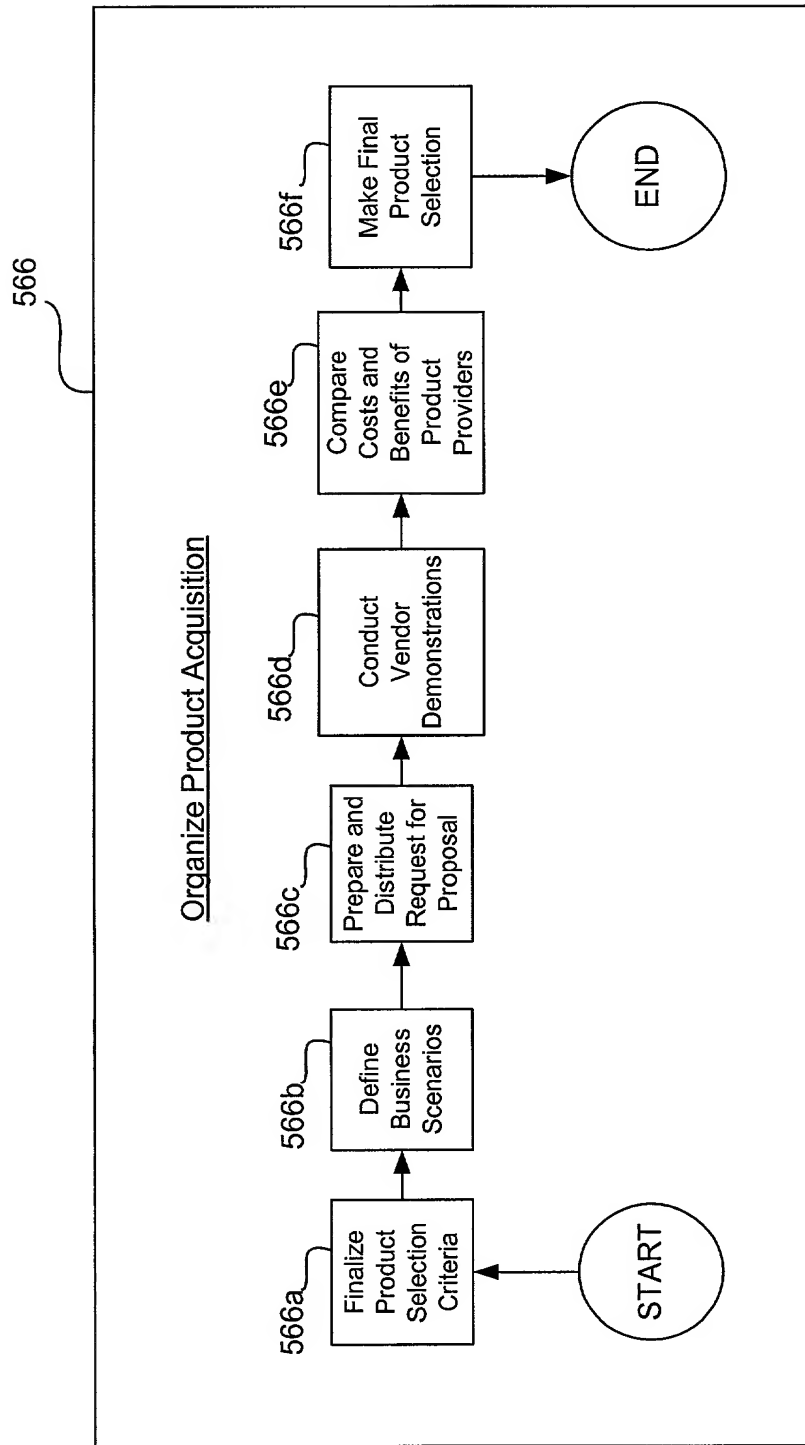 566
Organize Product Acquisition
566a
Finalize
Product
Selection
Criteria
566b
Define
Business
Scenarios
566c
Prepare and
Distribute
Request for
Proposal
566d
Conduct
Vendor
Demonstrations
566e
Compare
Costs and
Benefits of
Product
Providers
566f
Make Final
Product
Selection
START
END